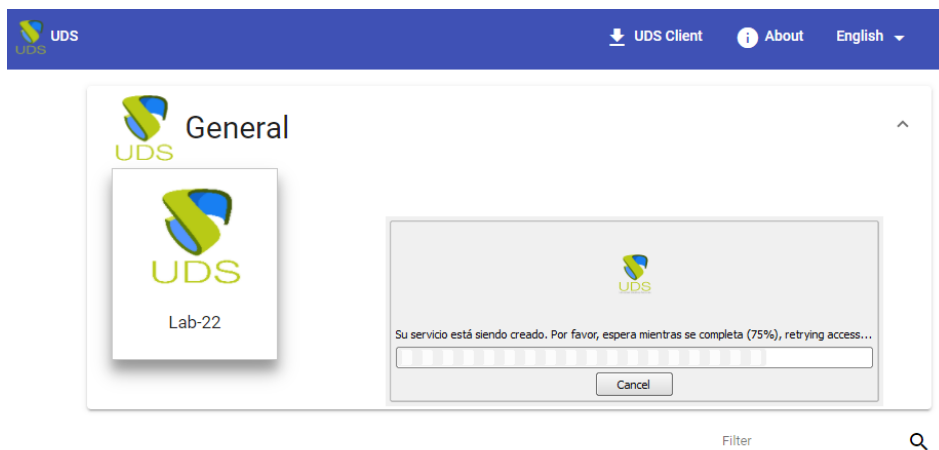 UDS
UDS
UDS Client
About
English
UDS
General
UDS
Lab-22
UDS
Su servicio está siendo creado. Por favor, espera mientras se completa (75%), retrying access...
Cancel
Filter